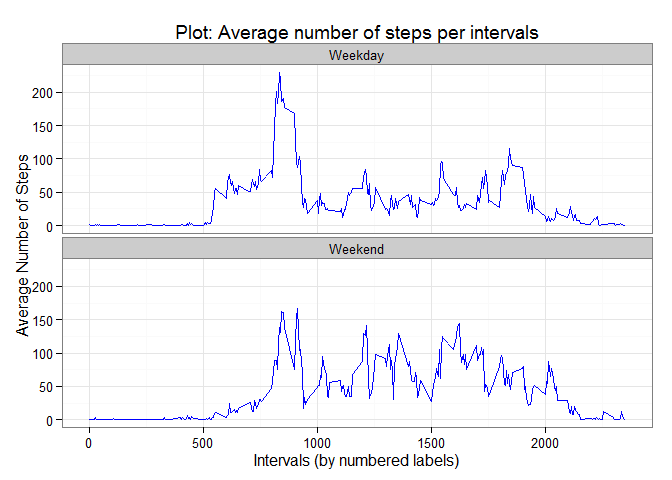 Plot: Average number of steps per intervals
Weekday
200
150
100
50
0
Weekend
200
150
100
50
0
Average Number of Steps
0 500 1000 1500 2000
Intervals (by numbered labels)